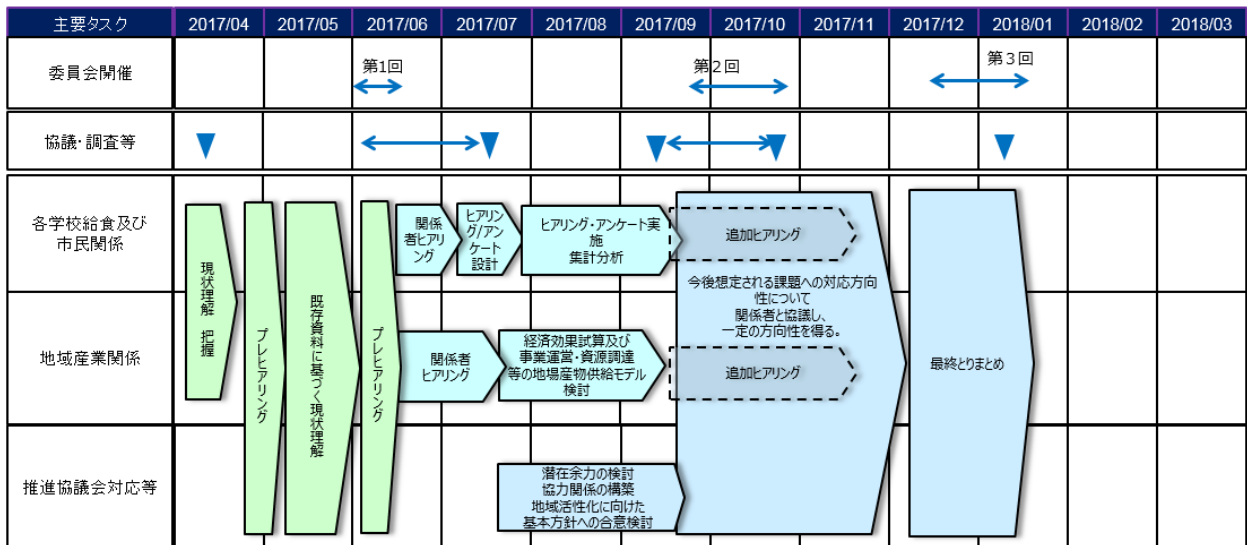 主要タスク 2017/04 2017/05 2017/06 2017/07 2017/08 2017/09 2017/10 2017/11 2017/12 2018/01 2018/02 2018/03
委員会開催
第1回
第2回
第3回
協議・調査等
各学校給食及び
市民関係
地域産業関係
推進協議会対応等
現状理解 把握
プレヒアリング
既存資料に基づく現状理解
プレヒアリング
関係
者ヒアリ
ング
ヒアリン
グ/アン
ケート
設計
ヒアリング・アンケート実
施
集計分析
追加ヒアリング
今後想定される課題への対応方向
性について
関係者と協議し、
一定の方向性を得る。
関係者
ヒアリング
経済効果試算及び
事業運営・資源調達
等の地場産物供給モデル
検討
追加ヒアリング
最終とりまとめ
潜在余力の検討
協力関係の構築
地域活性化に向けた
基本方針への合意検討